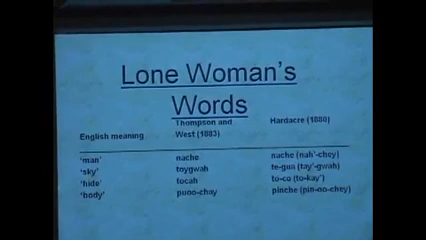 Lone Woman's
Words
English meaning Thompson and West (1883) Hardacre (1880)
'man' nache nache (nah'-chey)
'sky' toygwah te-gun (tay'-gwah)
'hide' tocah to-co (to-kay')
'body' puoo-chay pinche (pin-oo-chey)